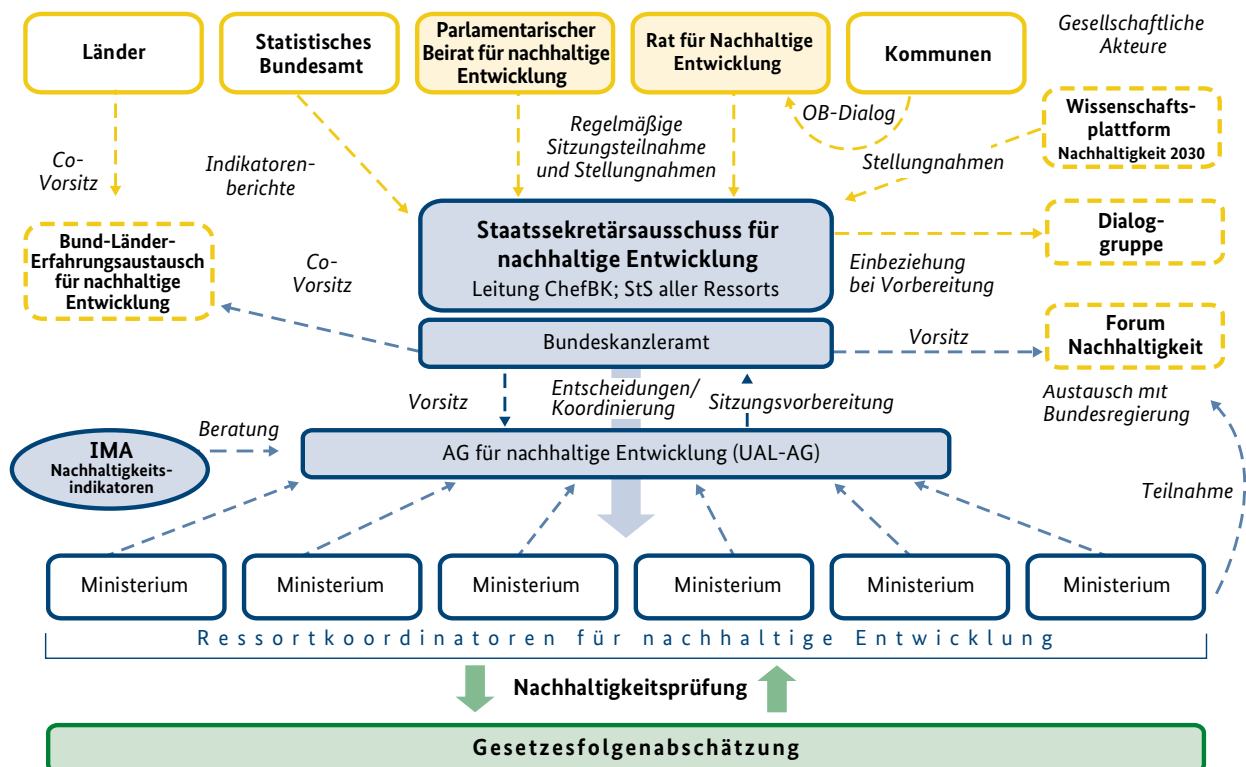 Länder
Statistisches
Bundesamt
Parlamentarischer
Beirat für nachhaltige
Entwicklung
Rat für Nachhaltige
Entwicklung
Kommunen
Gesellschaftliche
Akteure
OB-Dialog
Wissenschafts-
plattform
Nachhaltigkeit 2030
Co-
Vorsitz
Indikatoren-
berichte
Regelmäßige
Sitzungsteilnahme
und Stellungnahmen
Stellungnahmen
Bund-Länder-
Erfahrungsaustausch
für nachhaltige
Entwicklung
Co-
Vorsitz
Staatssekretärsausschuss für
nachhaltige Entwicklung
Leitung ChefBK; StS aller Ressorts
Einbeziehung
bei Vorbereitung
Dialog-
gruppe
Bundeskanzleramt
Vorsitz
Forum
Nachhaltigkeit
Vorsitz
Entscheidungen/
Koordinierung
Sitzungsvorbereitung
Austausch mit
Bundesregierung
IMA
Nachhaltigkeits-
indikatoren
Beratung
AG für nachhaltige Entwicklung (UAL-AG)
Teilnahme
Ministerium
Ministerium
Ministerium
Ministerium
Ministerium
Ministerium
Ressortkoordinatoren für nachhaltige Entwicklung
Nachhaltigkeitsprüfung
Gesetzesfolgenabschätzung